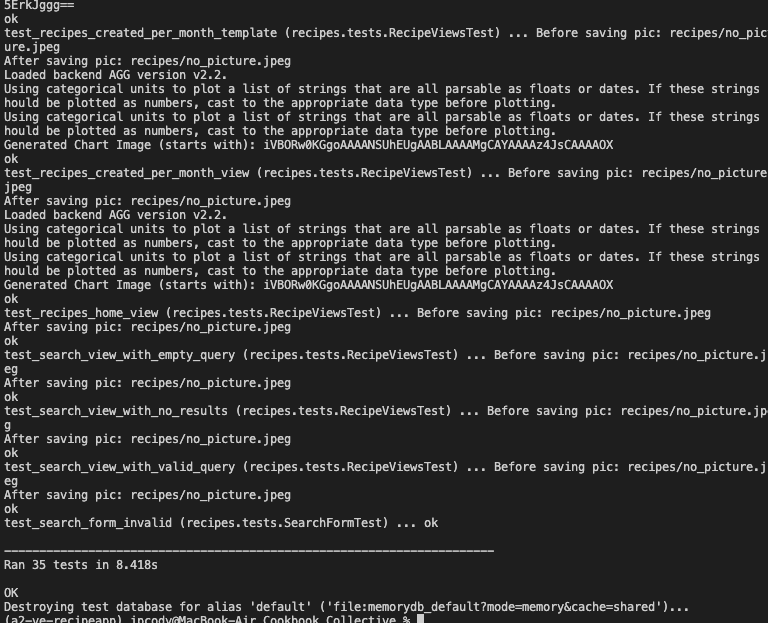 5ErkJggg==
ok
test_recipes_created_per_month_template (recipes.tests.RecipeViewsTest) ... Before saving pic: recipes/no_pic
ure.jpeg
After saving pic: recipes/no_picture.jpeg
Loaded backend AGG version v2.2.
Using categorical units to plot a list of strings that are all parsable as floats or dates. If these strings
hould be plotted as numbers, cast to the appropriate data type before plotting.
Using categorical units to plot a list of strings that are all parsable as floats or dates. If these strings
hould be plotted as numbers, cast to the appropriate data type before plotting.
Generated Chart Image (starts with): iVBORw0KGgoAAAANSUhEUgAABLAAAAMgCAYAAAAz4JsCAAAAOX
ok
test_recipes_created_per_month_view (recipes.tests.RecipeViewsTest) ... Before saving pic: recipes/no_picture
jpeg
After saving pic: recipes/no_picture.jpeg
Loaded backend AGG version v2.2.
Using categorical units to plot a list of strings that are all parsable as floats or dates. If these strings
hould be plotted as numbers, cast to the appropriate data type before plotting.
Using categorical units to plot a list of strings that are all parsable as floats or dates. If these strings
hould be plotted as numbers, cast to the appropriate data type before plotting.
Generated Chart Image (starts with): iVBORw0KGgoAAAANSUhEUgAABLAAAAMgCAYAAAAz4JsCAAAAOX
ok
test_recipes_home_view (recipes.tests.RecipeViewsTest) ... Before saving pic: recipes/no_picture.jpeg
After saving pic: recipes/no_picture.jpeg
ok
test_search_view_with_empty_query (recipes.tests.RecipeViewsTest) ... Before saving pic: recipes/no_picture.j
eg
After saving pic: recipes/no_picture.jpeg
ok
test_search_view_with_no_results (recipes.tests.RecipeViewsTest) ... Before saving pic: recipes/no_picture.jp
g
After saving pic: recipes/no_picture.jpeg
ok
test_search_view_with_valid_query (recipes.tests.RecipeViewsTest) ... Before saving pic: recipes/no_picture.j
eg
After saving pic: recipes/no_picture.jpeg
ok
test_search_form_invalid (recipes.tests.SearchFormTest) ... ok
----------------------------------------------------------------------
Ran 35 tests in 8.418s
OK
Destroying test database for alias 'default' ('file:memorydb_default?mode=memory&cache=shared')...
(a2-ve-recipeapp) jpcody@MacBook-Air Cookbook Collective %